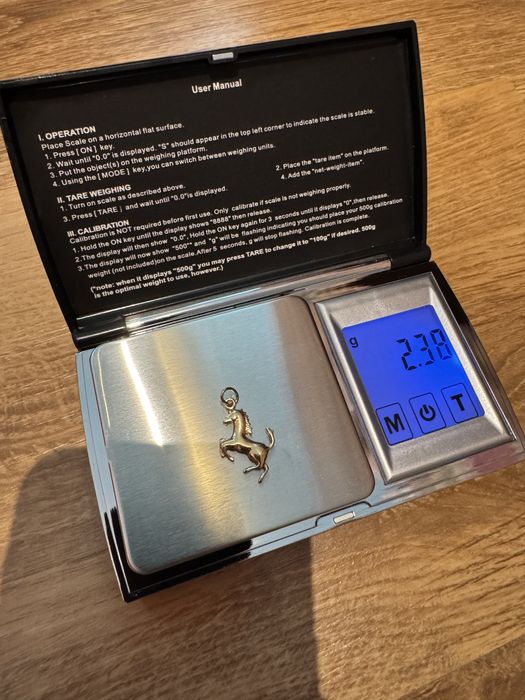 User Manual
I. OPERATION
Place Scale on a horizontal flat surface.
1. Press [ ON ] key.
2. Wait until "0.0" is displayed. "S" should appear in the top left corner to indicate the scale is stable.
3. Put the object(s) on the weighing platform.
4. Using the [ MODE ] key,you can switch between weighing units.
II. TARE WEIGHING
1. Turn on scale as described above.
2. Place the "tare item" on the platform.
3. Press [ TARE ] and wait until "0.0"is displayed.
4. Add the "net-weight-item".
III. CALIBRATION
Calibration is NOT required before first use. Only calibrate if scale is not weighing properly.
1. Hold the ON key until the display shows "8888" then release.
2.The display will then show "0.0". Hold the ON key again for 3 seconds until it displays "0",then release.
3.The display will now show "500"" and "g" will be flashing indicating you should place your 500g calibration
weight (not included)on the scale.After 5 seconds. g will stop flashing. Calibration is complete.
(*note: when it displays "500g" you may press TARE to change it to "100g" if desired. 500g
is the optimal weight to use, however.)
g
2.38
M
T